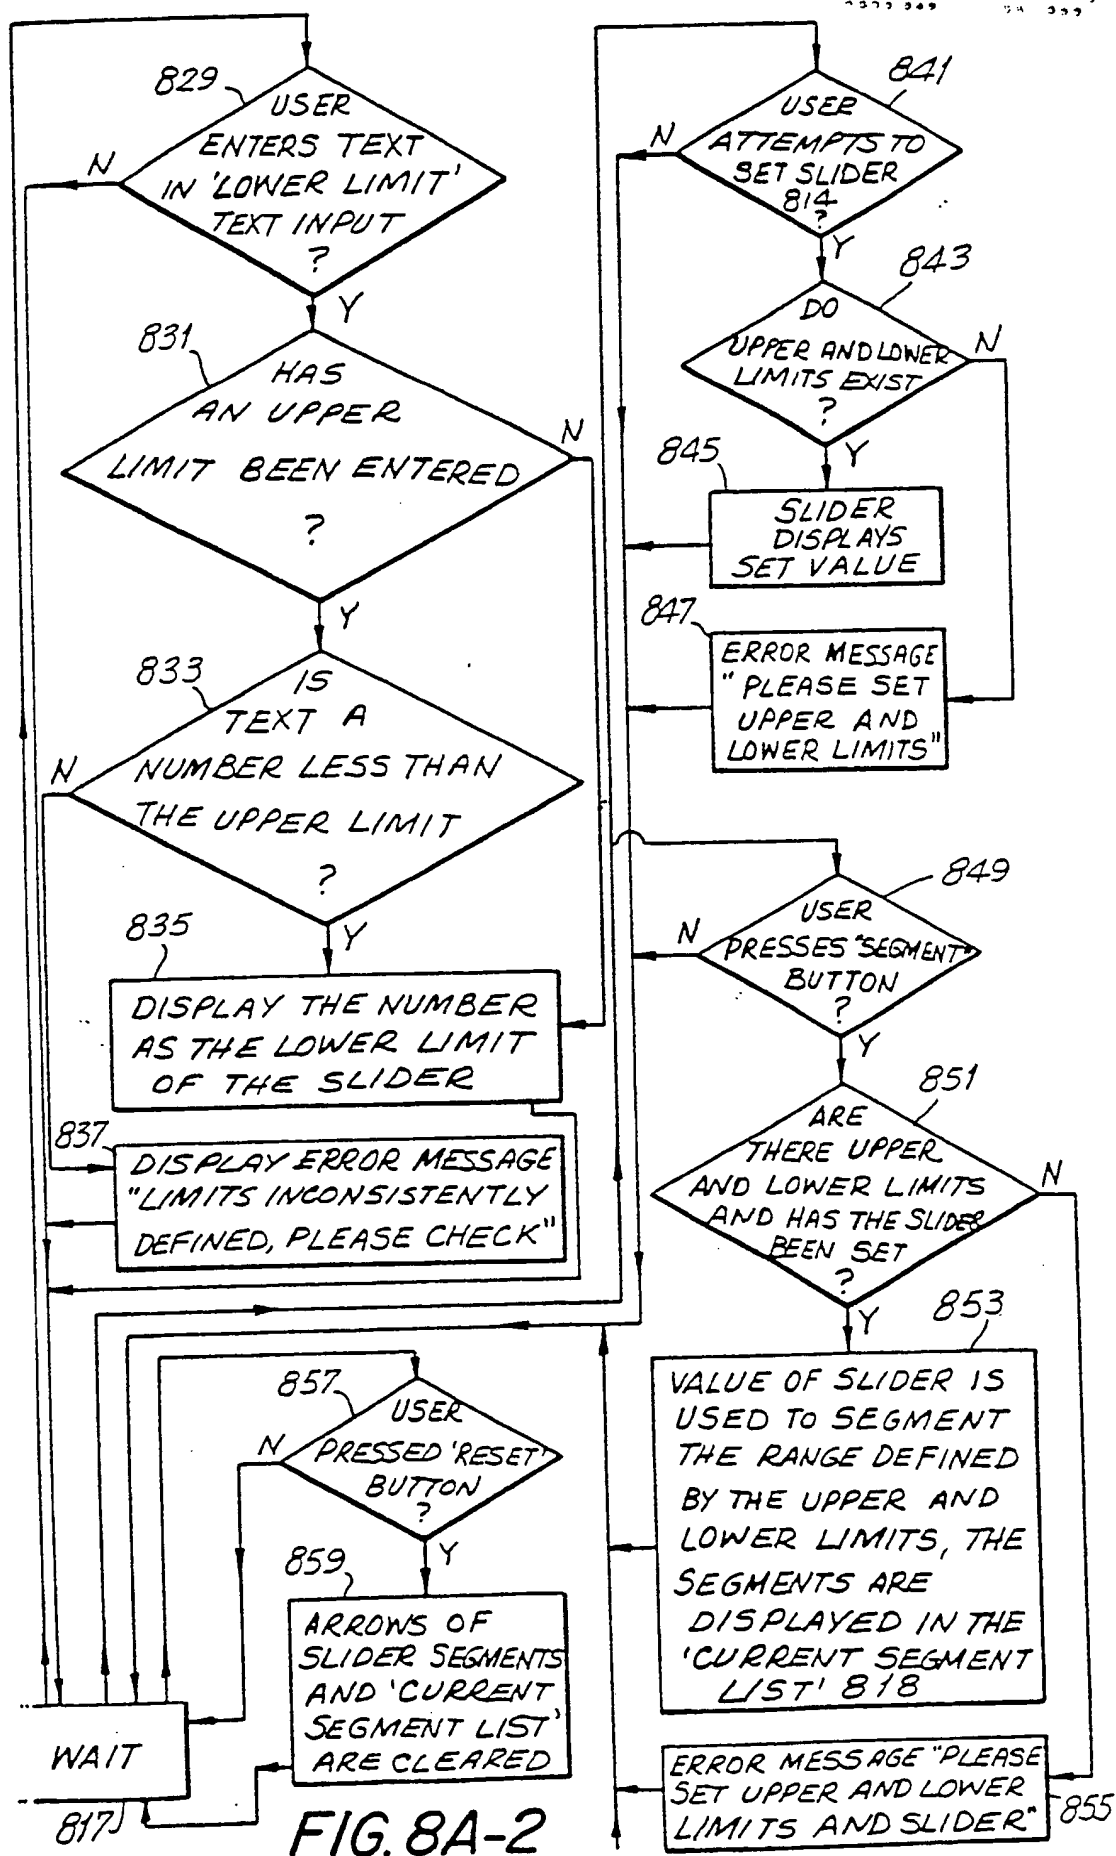 829
USER
ENTERS TEXT
IN 'LOWER LIMIT'
TEXT INPUT
?
N
Y
831
HAS
AN UPPER
LIMIT BEEN ENTERED
?
N
Y
833
IS
TEXT A
NUMBER LESS THAN
THE UPPER LIMIT
?
N
Y
835
DISPLAY THE NUMBER
AS THE LOWER LIMIT
OF THE SLIDER
837
DISPLAY ERROR MESSAGE
"LIMITS INCONSISTENTLY
DEFINED, PLEASE CHECK"
857
USER
PRESSED 'RESET'
BUTTON
?
N
Y
859
ARROWS OF
SLIDER SEGMENTS
AND 'CURRENT
SEGMENT LIST'
ARE CLEARED
WAIT
817
841
USER
ATTEMPTS TO
SET SLIDER
814
?
N
Y
843
DO
UPPER AND LOWER
LIMITS EXIST
?
N
Y
845
SLIDER
DISPLAYS
SET VALUE
847
ERROR MESSAGE
"PLEASE SET
UPPER AND
LOWER LIMITS"
849
USER
PRESSES "SEGMENT"
BUTTON
?
N
Y
851
ARE
THERE UPPER
AND LOWER LIMITS
AND HAS THE SLIDER
BEEN SET
?
N
Y
853
VALUE OF SLIDER IS
USED TO SEGMENT
THE RANGE DEFINED
BY THE UPPER AND
LOWER LIMITS, THE
SEGMENTS ARE
DISPLAYED IN THE
'CURRENT SEGMENT
LIST' 818
ERROR MESSAGE "PLEASE
SET UPPER AND LOWER
LIMITS AND SLIDER"
855
FIG. 8A-2